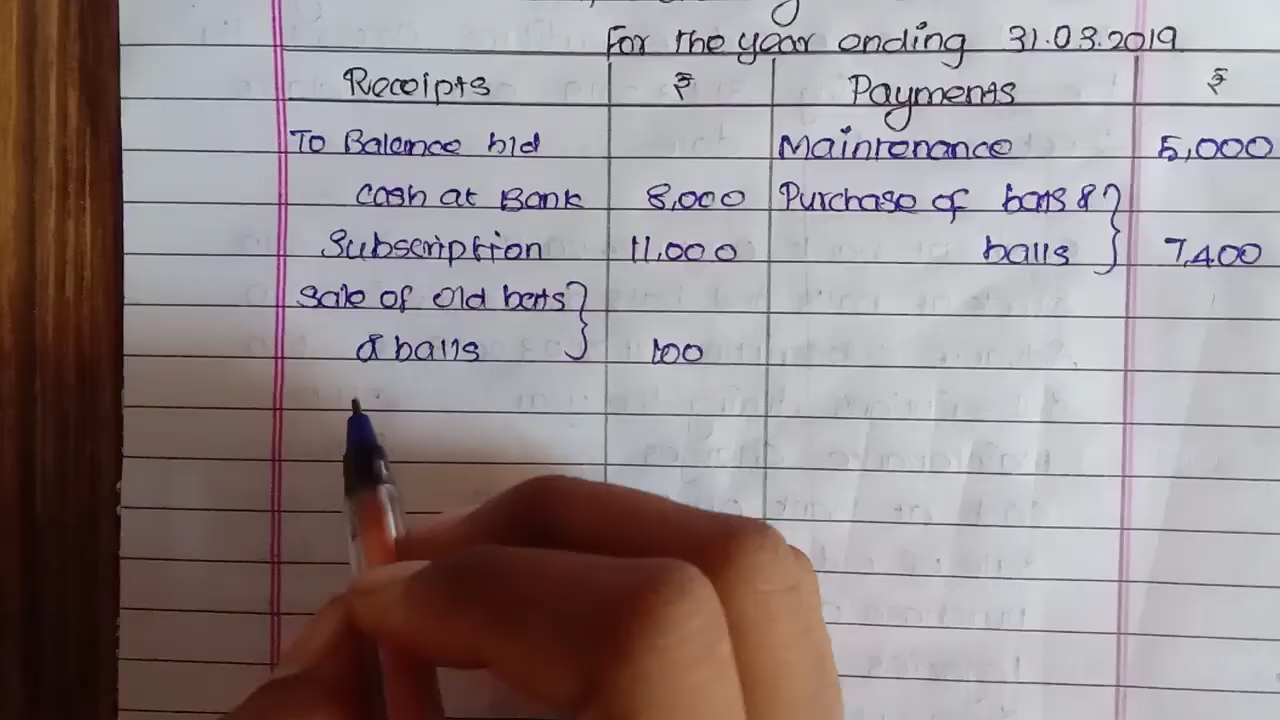 For the year ending 31.03.2019
Receipts ₹ Payments ₹
To Balance b/d Maintenance 5,000
Cash at Bank 8,000 Purchase of bats &
Subscription 11,000 balls 7,400
Sale of old bats
& balls 100